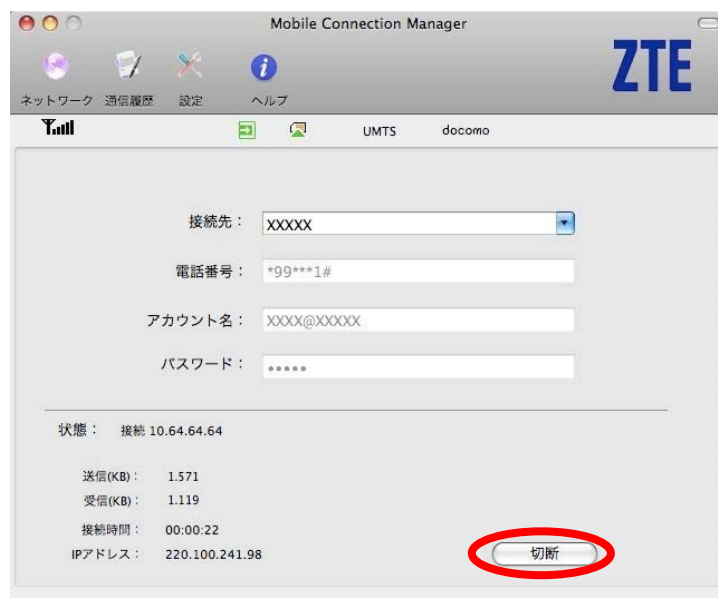 Mobile Connection Manager
ネットワーク 通信履歴 設定 ヘルプ
ZTE
UMTS docomo
接続先： XXXXX
電話番号： *99***1#
アカウント名： XXXX@XXXXX
パスワード： •••••
状態： 接続 10.64.64.64
送信(KB)： 1.571
受信(KB)： 1.119
接続時間： 00:00:22
IPアドレス： 220.100.241.98
切断